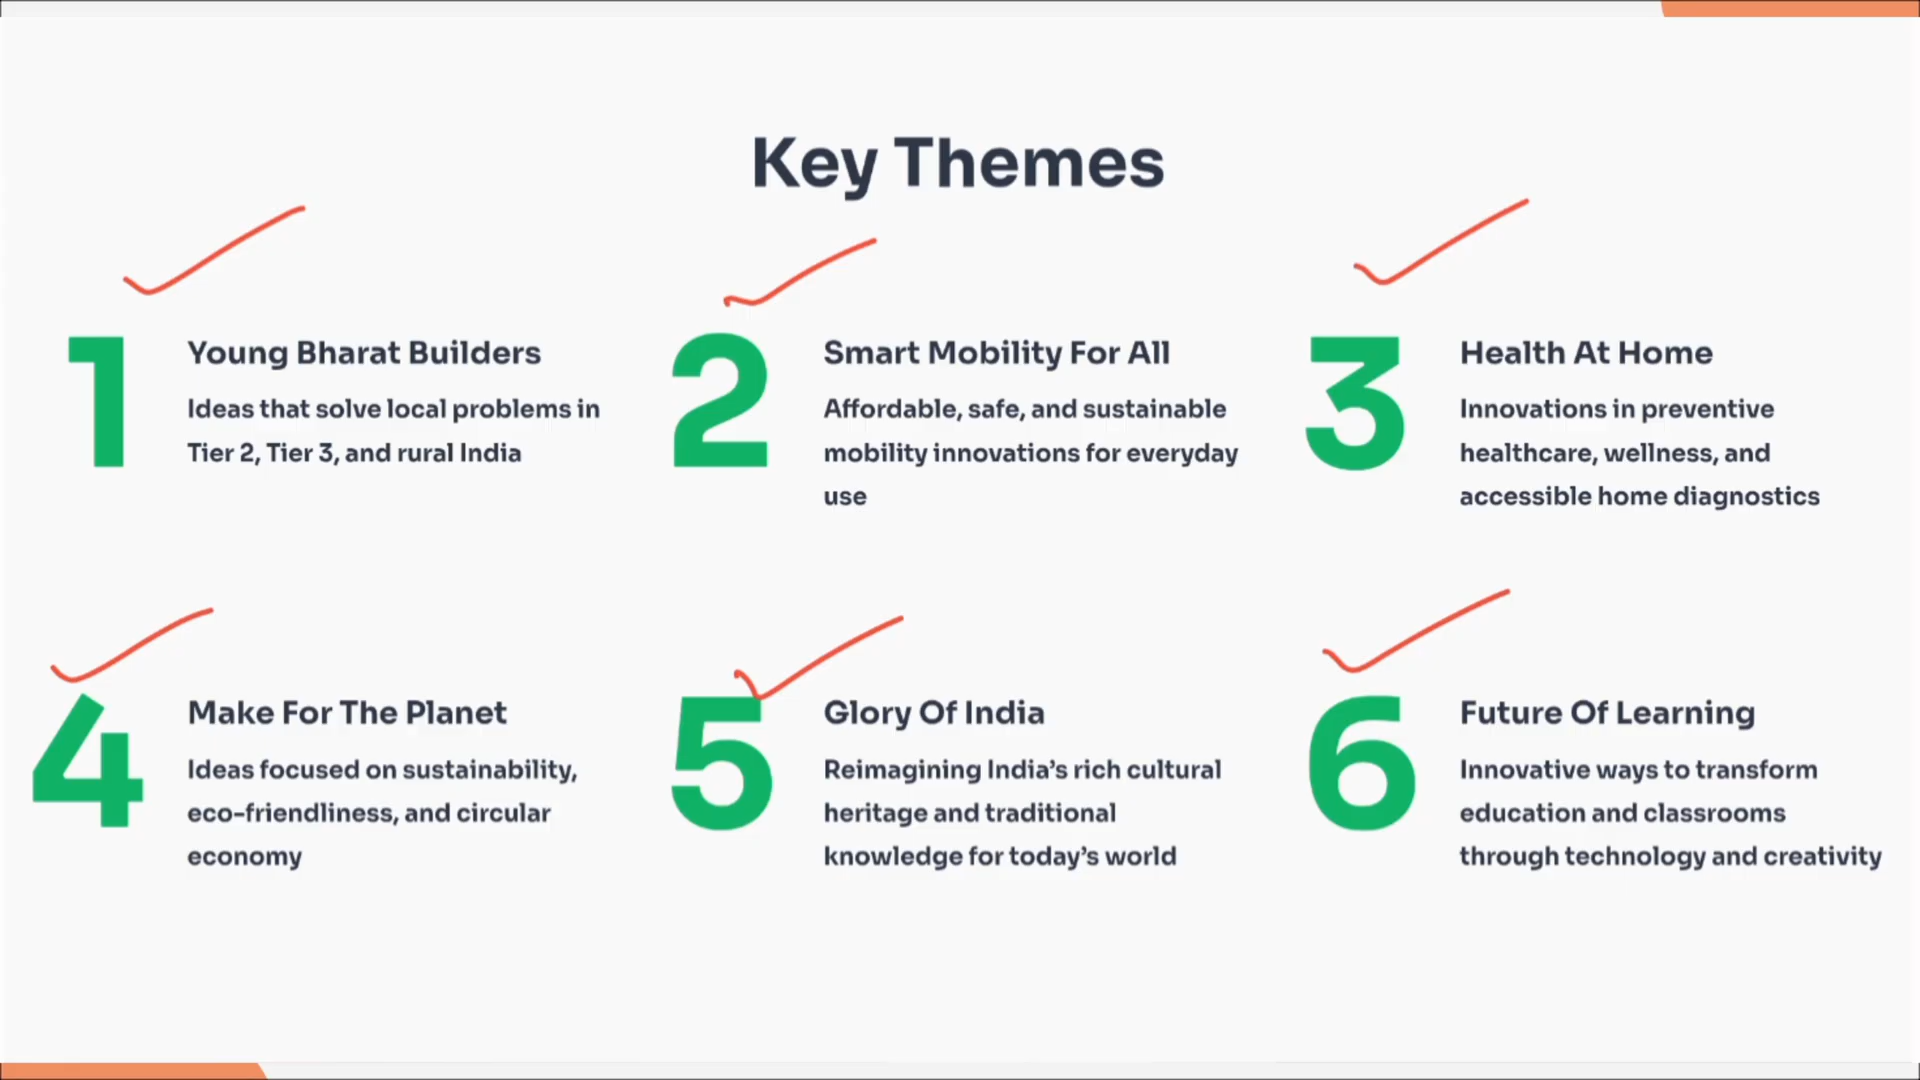 Key Themes
1
Young Bharat Builders
Ideas that solve local problems in
Tier 2, Tier 3, and rural India
2
Smart Mobility For All
Affordable, safe, and sustainable
mobility innovations for everyday
use
3
Health At Home
Innovations in preventive
healthcare, wellness, and
accessible home diagnostics
4
Make For The Planet
Ideas focused on sustainability,
eco-friendliness, and circular
economy
5
Glory Of India
Reimagining India’s rich cultural
heritage and traditional
knowledge for today’s world
6
Future Of Learning
Innovative ways to transform
education and classrooms
through technology and creativity